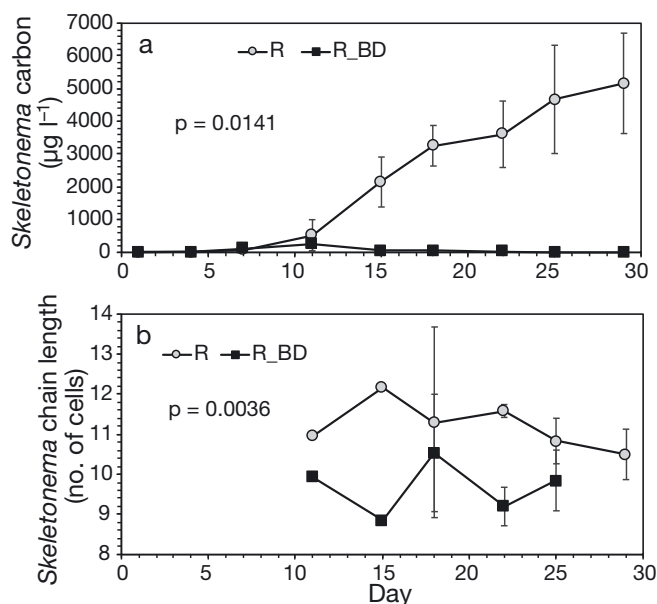 a
R R_BD
p = 0.0141
Skeletonema carbon
(µg l⁻¹)
7000
6000
5000
4000
3000
2000
1000
0
0 5 10 15 20 25 30
b
R R_BD
p = 0.0036
Skeletonema chain length
(no. of cells)
14
13
12
11
10
9
8
0 5 10 15 20 25 30
Day